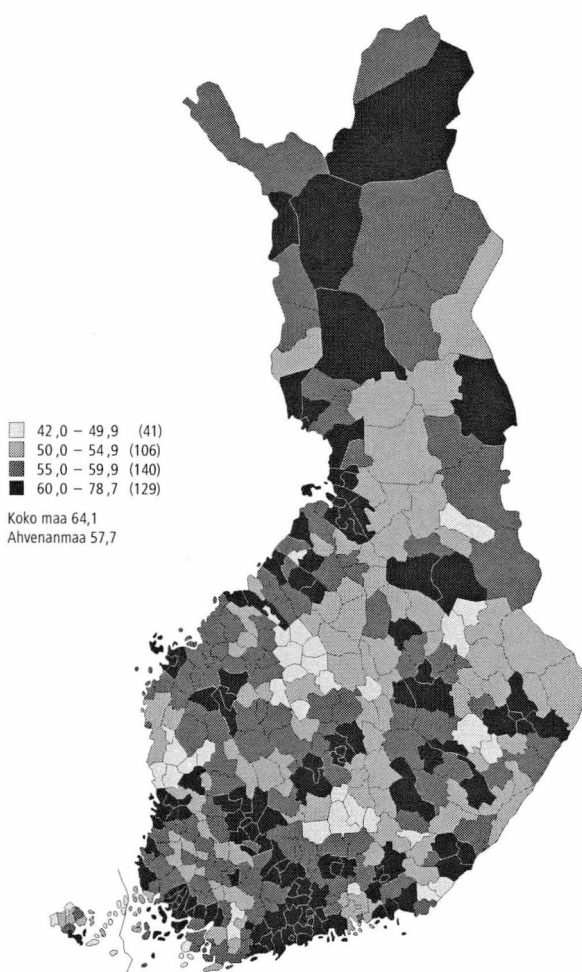 42,0 – 49,9 (41)
50,0 – 54,9 (106)
55,0 – 59,9 (140)
60,0 – 78,7 (129)
Koko maa 64,1
Ahvenanmaa 57,7